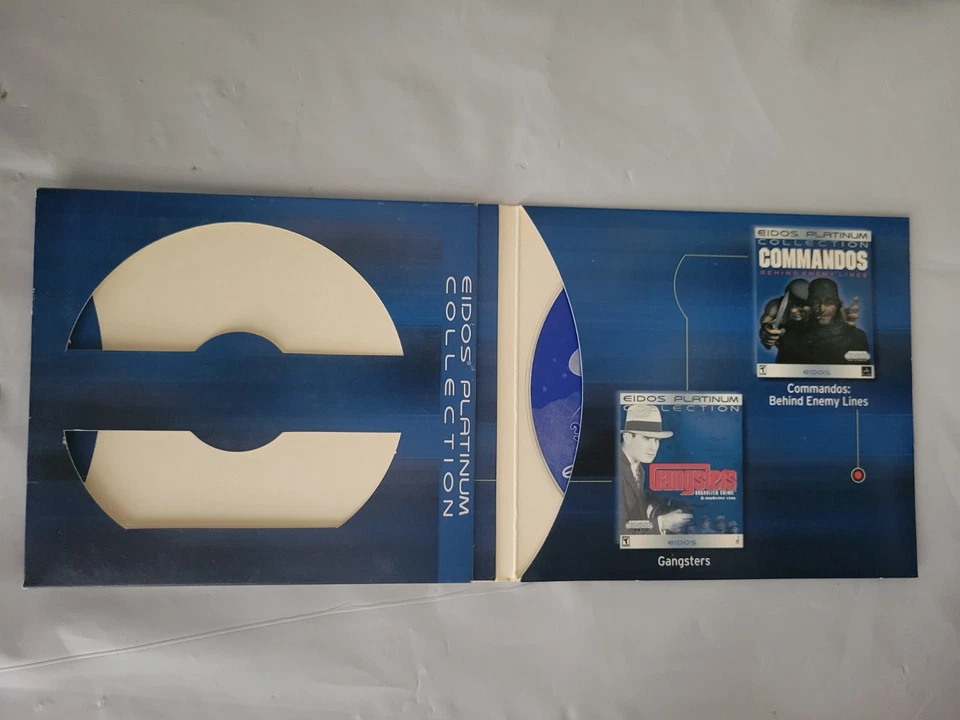 EIDOS PLATINUM
COLLECTION
EIDOS PLATINUM
COLLECTION
COMMANDOS
BEHIND ENEMY LINES
EIDOS
Commandos:
Behind Enemy Lines
EIDOS PLATINUM
COLLECTION
Gangsters
ORGANIZED CRIME
T
EIDOS
Gangsters